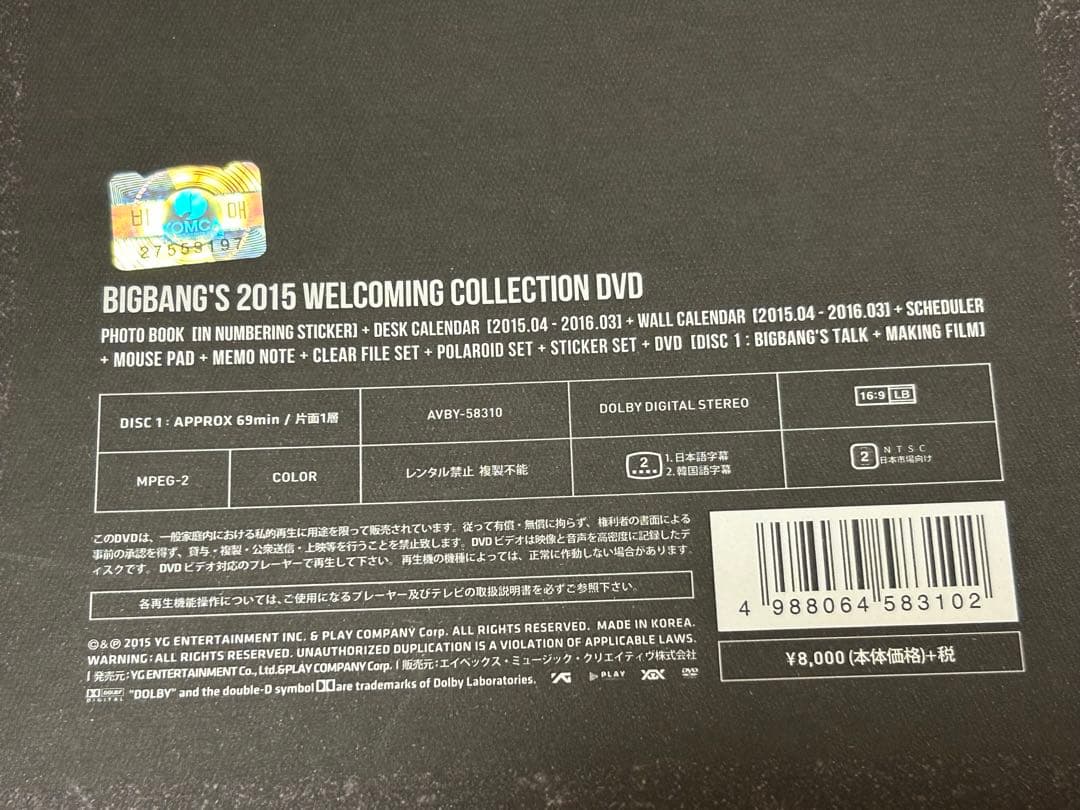 비 매
KOMCA
27559197
BIGBANG'S 2015 WELCOMING COLLECTION DVD
PHOTO BOOK [IN NUMBERING STICKER] + DESK CALENDAR [2015.04 - 2016.03] + WALL CALENDAR [2015.04 - 2016.03] + SCHEDULER
+ MOUSE PAD + MEMO NOTE + CLEAR FILE SET + POLAROID SET + STICKER SET + DVD [DISC 1 : BIGBANG'S TALK + MAKING FILM]
DISC 1 : APPROX 69min / 片面1層
AVBY-58310
DOLBY DIGITAL STEREO
16:9 LB
MPEG-2
COLOR
レンタル禁止 複製不能
2 1. 日本語字幕
2. 韓国語字幕
2 NTSC
日本市場向け
このDVDは、一般家庭内における私的再生に用途を限って販売されています。従って有償・無償に拘らず、権利者の書面による
事前の承認を得ず、貸与・複製・公衆送信・上映等を行うことを禁止致します。DVDビデオは映像と音声を高密度に記録したデ
ィスクです。DVDビデオ対応のプレーヤーで再生して下さい。再生機の機種によっては、正常に作動しない場合があります。
各再生機能操作については、ご使用になるプレーヤー及びテレビの取扱説明書を必ずご参照下さい。
©&℗ 2015 YG ENTERTAINMENT INC. & PLAY COMPANY Corp. ALL RIGHTS RESERVED. MADE IN KOREA.
WARNING: ALL RIGHTS RESERVED. UNAUTHORIZED DUPLICATION IS A VIOLATION OF APPLICABLE LAWS.
| 発売元: YG ENTERTAINMENT Co., Ltd.&PLAY COMPANY Corp. | 販売元: エイベックス・ミュージック・クリエイティヴ株式会社
DOLBY DIGITAL "DOLBY" and the double-D symbol are trademarks of Dolby Laboratories. YG PLAY YGEX DVD
4 988064 583102
¥8,000 (本体価格)+税